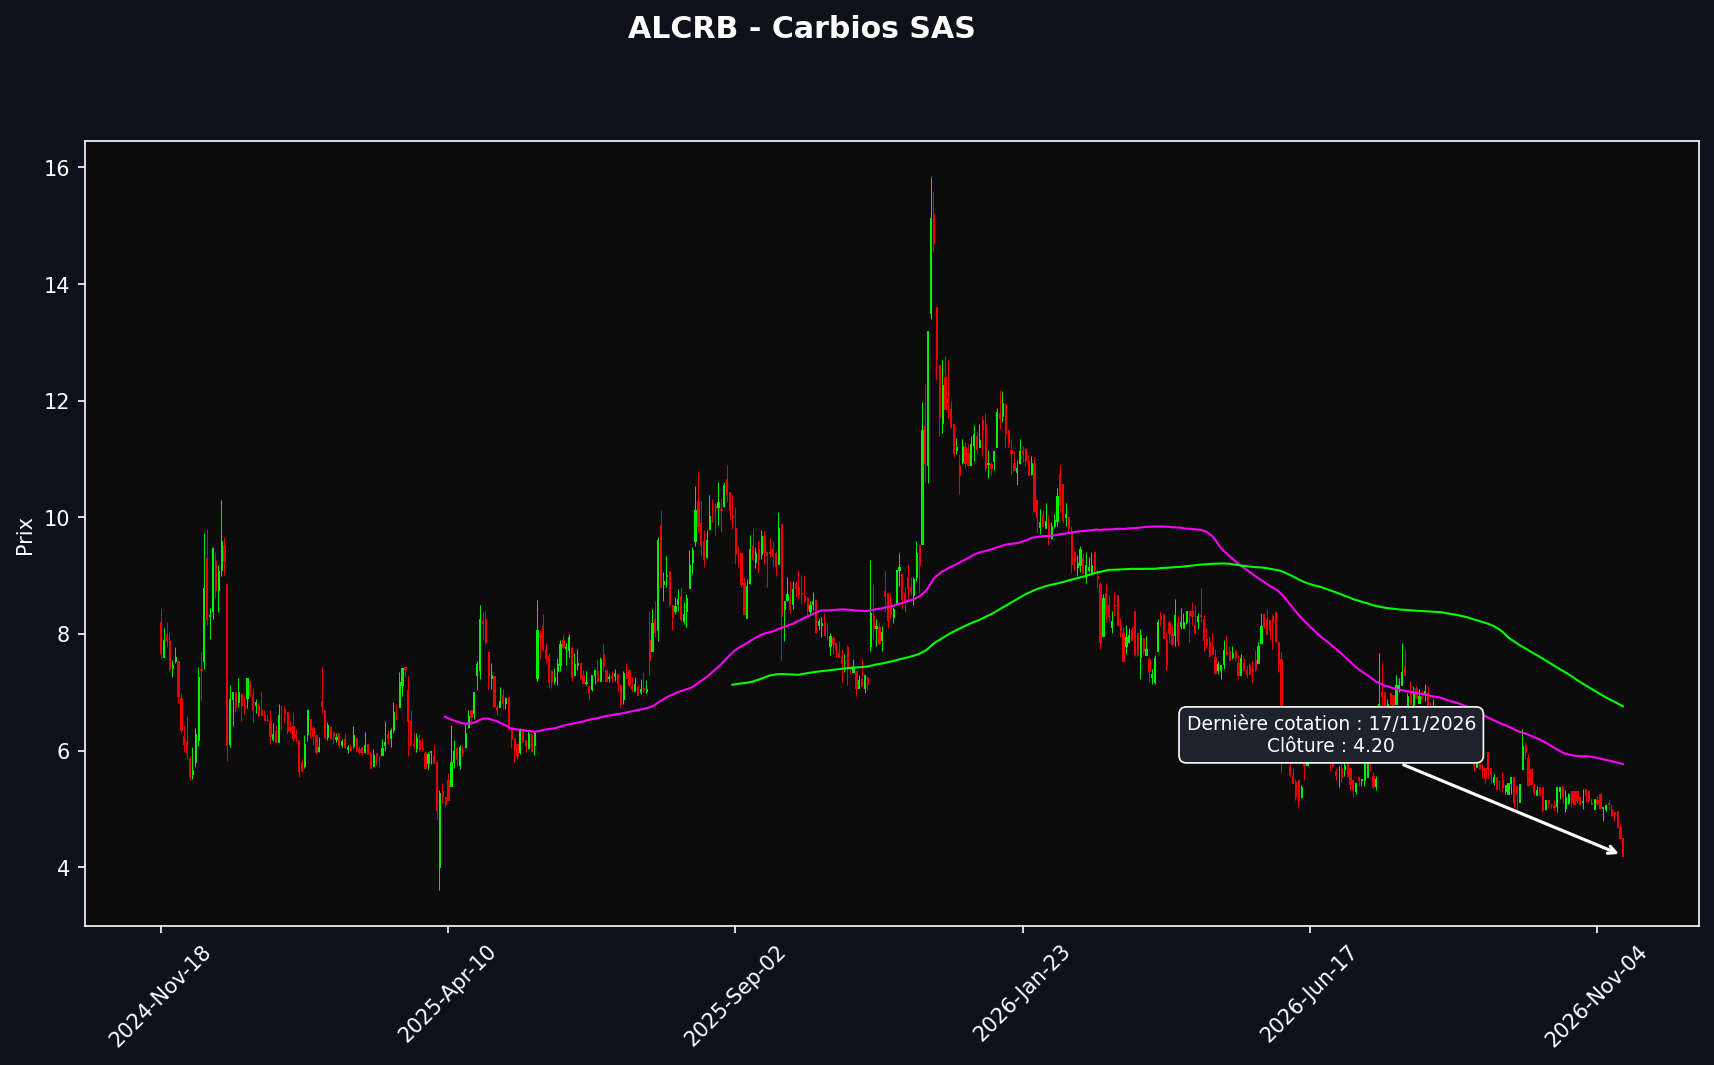 ALCRB - Carbios SAS
Prix
16
14
12
10
8
6
4
Dernière cotation : 17/11/2026
Clôture : 4.20
2024-Nov-18
2025-Apr-10
2025-Sep-02
2026-Jan-23
2026-Jun-17
2026-Nov-04